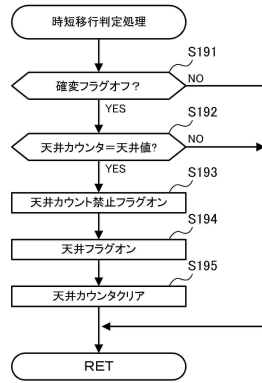 時短移行判定処理
S191
確変フラグオフ?
NO
YES
S192
天井カウンタ=天井値?
NO
YES
S193
天井カウント禁止フラグオン
S194
天井フラグオン
S195
天井カウンタクリア
RET